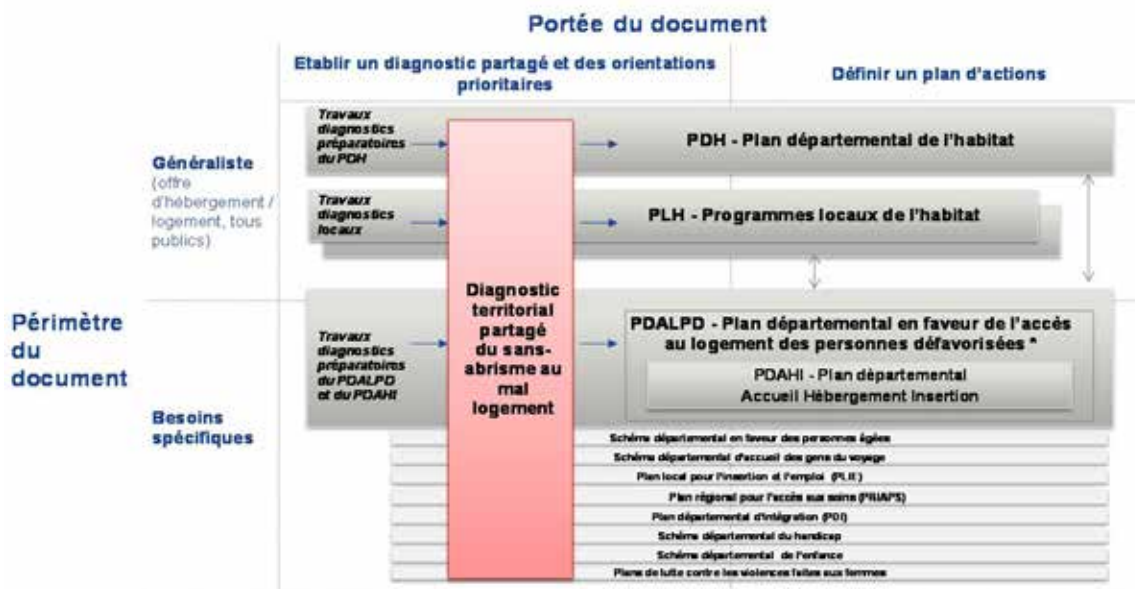 Portée du document
Etablir un diagnostic partagé et des orientations
prioritaires
Définir un plan d'actions
Périmètre
du
document
Généraliste
(offre
d'hébergement /
logement, tous
publics)
Travaux
diagnostics
préparatoires
du PDH
PDH - Plan départemental de l'habitat
Travaux
diagnostics
locaux
PLH - Programmes locaux de l'habitat
Diagnostic
territorial
partagé
du sans-
abrisme au
mal
logement
Besoins
spécifiques
Travaux
diagnostics
préparatoires
du PDALPD
et du PDAHI
PDALPD - Plan départemental en faveur de l'accès
au logement des personnes défavorisées *
PDAHI - Plan départemental
Accueil Hébergement Insertion
Schéma départemental en faveur des personnes âgées
Schéma départemental d'accueil des gens du voyage
Plan local pour l'insertion et l'emploi (PLIE)
Plan régional pour l'accès aux soins (PRAPS)
Plan départemental d'intégration (PDI)
Schéma départemental du handicap
Schéma départemental de l'enfance
Plans de lutte contre les violences faites aux femmes